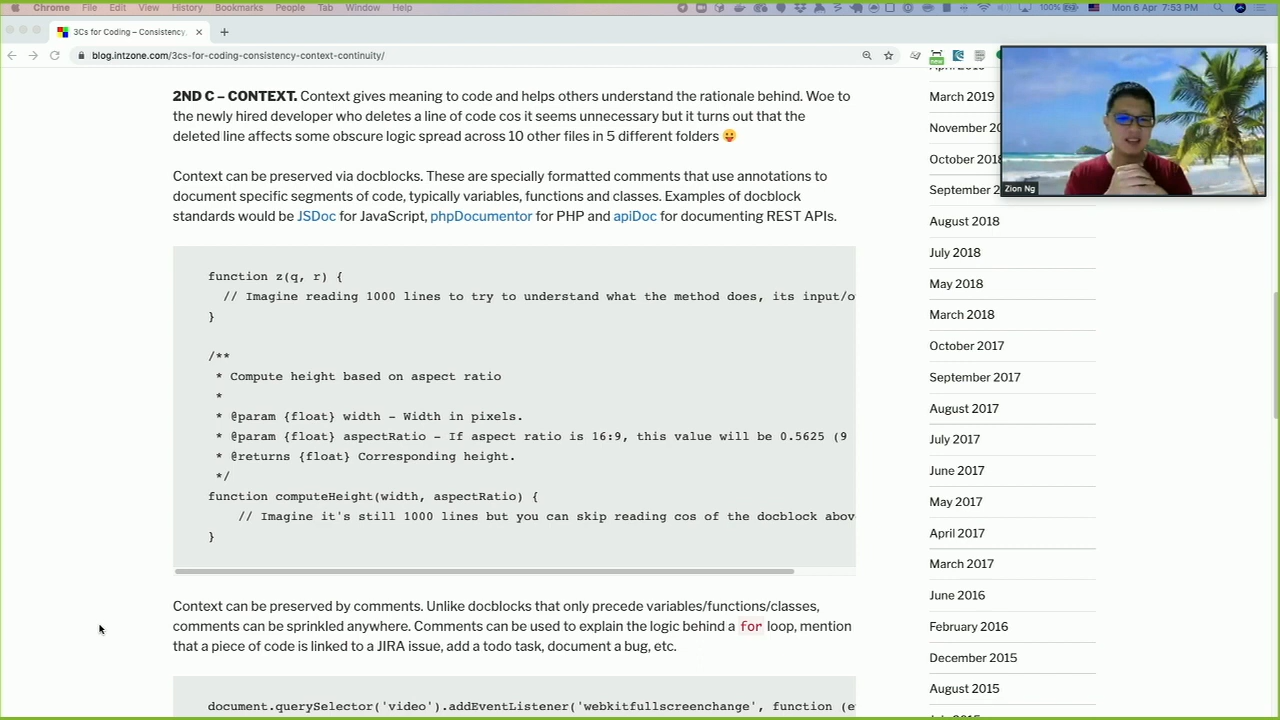 Chrome File Edit View History Bookmarks People Tab Window Help 100% Mon 6 Apr 7:53 PM
3Cs for Coding – Consistency,
blog.intzone.com/3cs-for-coding-consistency-context-continuity/
new
2ND C – CONTEXT. Context gives meaning to code and helps others understand the rationale behind. Woe to
the newly hired developer who deletes a line of code cos it seems unnecessary but it turns out that the
deleted line affects some obscure logic spread across 10 other files in 5 different folders 😛
Context can be preserved via docblocks. These are specially formatted comments that use annotations to
document specific segments of code, typically variables, functions and classes. Examples of docblock
standards would be JSDoc for JavaScript, phpDocumentor for PHP and apiDoc for documenting REST APIs.
function z(q, r) {
// Imagine reading 1000 lines to try to understand what the method does, its input/o
}
/**
* Compute height based on aspect ratio
*
* @param {float} width – Width in pixels.
* @param {float} aspectRatio – If aspect ratio is 16:9, this value will be 0.5625 (9
* @returns {float} Corresponding height.
*/
function computeHeight(width, aspectRatio) {
// Imagine it's still 1000 lines but you can skip reading cos of the docblock abov
}
Context can be preserved by comments. Unlike docblocks that only precede variables/functions/classes,
comments can be sprinkled anywhere. Comments can be used to explain the logic behind a for loop, mention
that a piece of code is linked to a JIRA issue, add a todo task, document a bug, etc.
document.querySelector('video').addEventListener('webkitfullscreenchange', function (e
March 2019
November 20
October 2018
September 2
August 2018
July 2018
May 2018
March 2018
October 2017
September 2017
August 2017
July 2017
June 2017
May 2017
April 2017
March 2017
June 2016
February 2016
December 2015
August 2015
Zion Ng